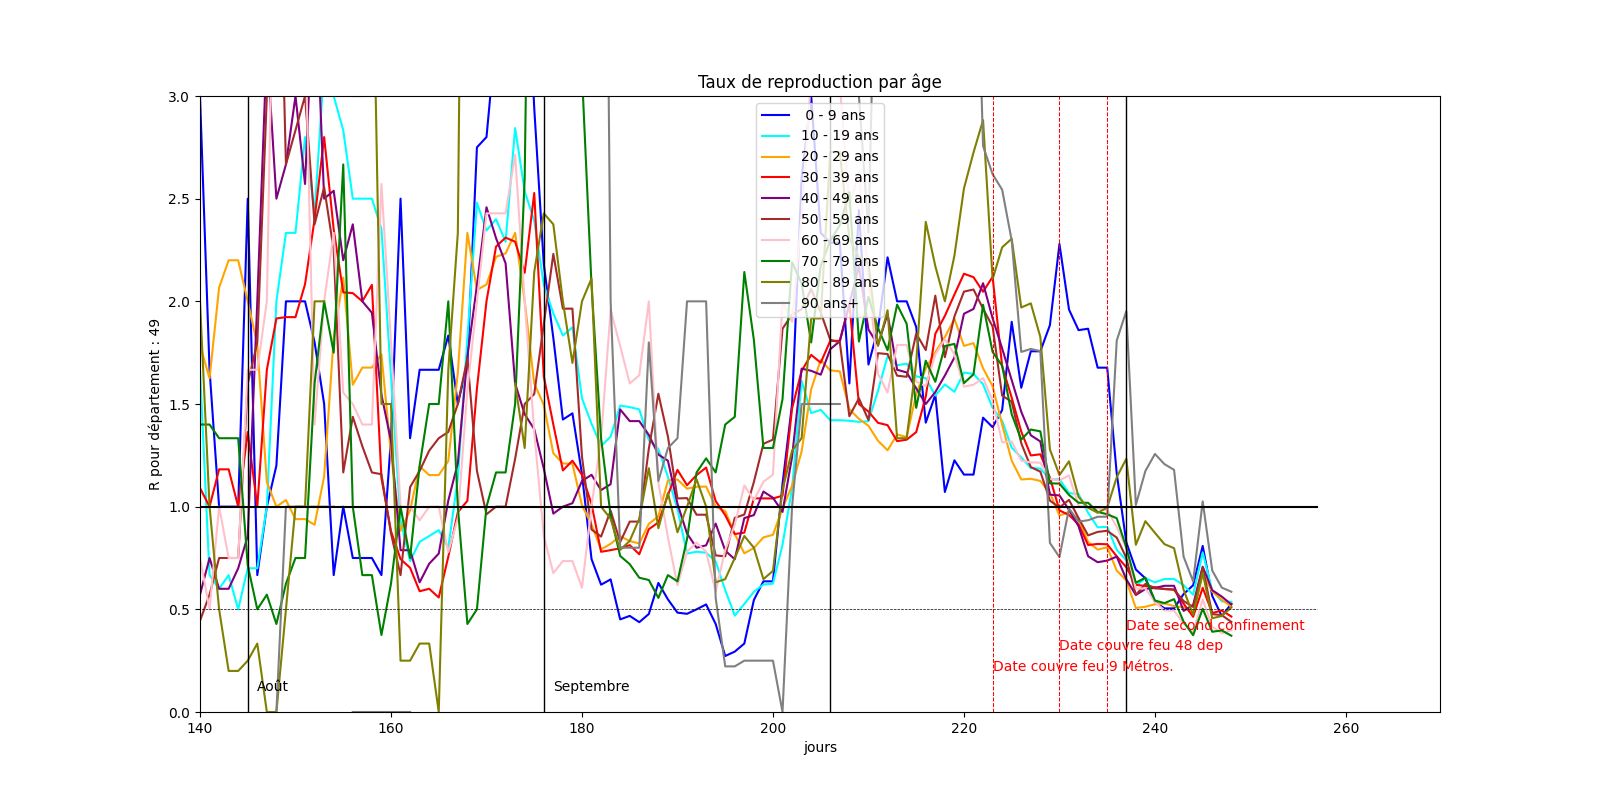 Taux de reproduction par âge
3.0
2.5
2.0
1.5
1.0
0.5
0.0
R pour département : 49
0 - 9 ans
10 - 19 ans
20 - 29 ans
30 - 39 ans
40 - 49 ans
50 - 59 ans
60 - 69 ans
70 - 79 ans
80 - 89 ans
90 ans+
Date second confinement
Date couvre feu 48 dep
Date couvre feu 9 Métros.
Août
Septembre
140 160 180 200 220 240 260
jours